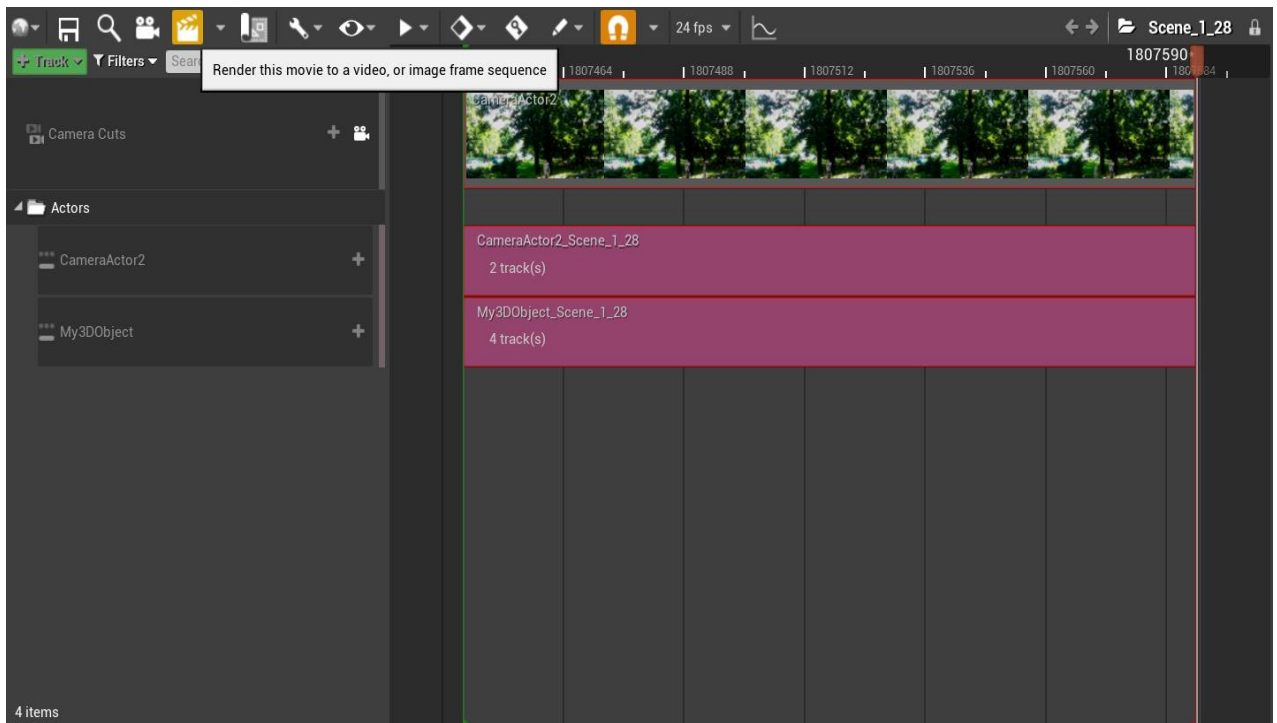 24 fps
Scene_1_28
Track
Filters
Render this movie to a video, or image frame sequence
1807590*
1807464
1807488
1807512
1807536
1807560
Camera Cuts
CameraActor2
Actors
CameraActor2
CameraActor2_Scene_1_28
2 track(s)
My3DObject
My3DObject_Scene_1_28
4 track(s)
4 items